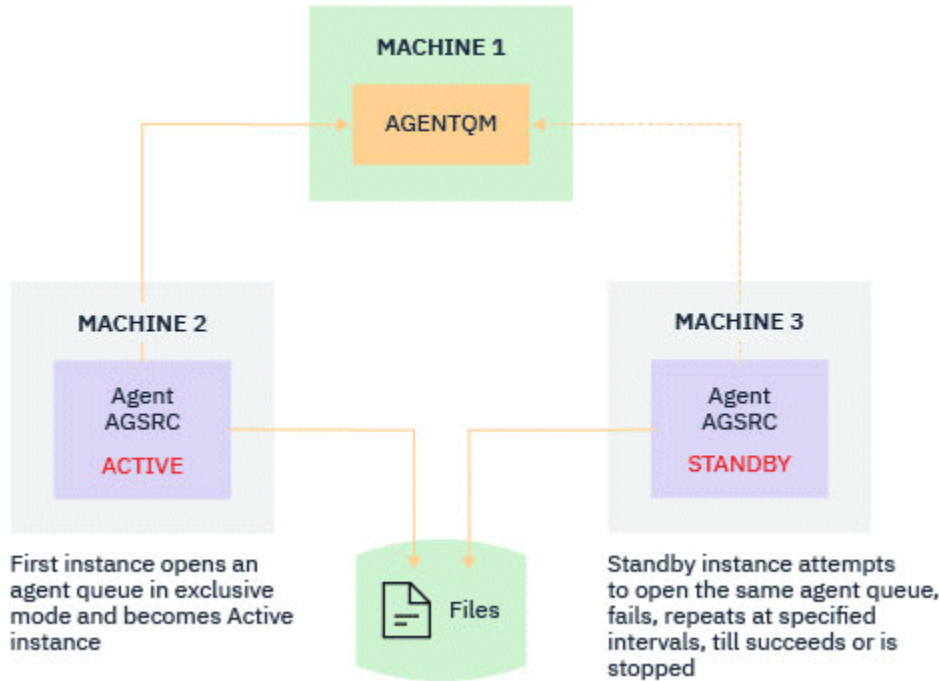 MACHINE 1
AGENTQM
MACHINE 2
Agent
AGSRC
ACTIVE
MACHINE 3
Agent
AGSRC
STANDBY
First instance opens an
agent queue in exclusive
mode and becomes Active
instance
Files
Standby instance attempts
to open the same agent queue,
fails, repeats at specified
intervals, till succeeds or is
stopped